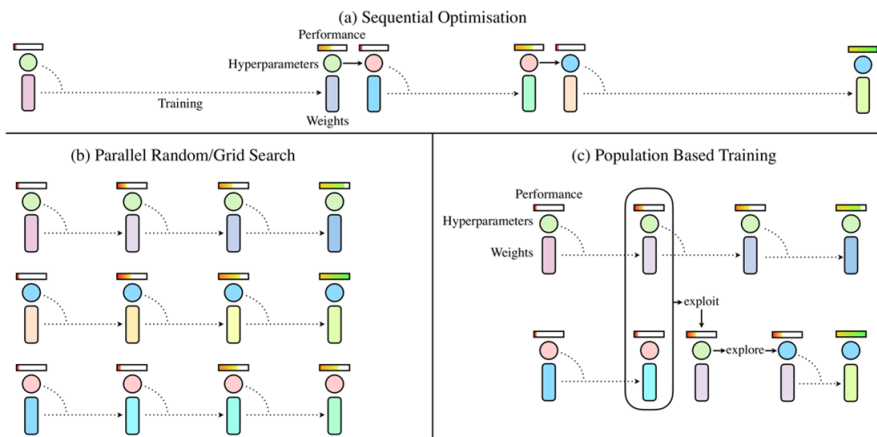 (a) Sequential Optimisation
Performance
Hyperparameters
Training
Weights
(b) Parallel Random/Grid Search
(c) Population Based Training
Performance
Hyperparameters
Weights
exploit
explore